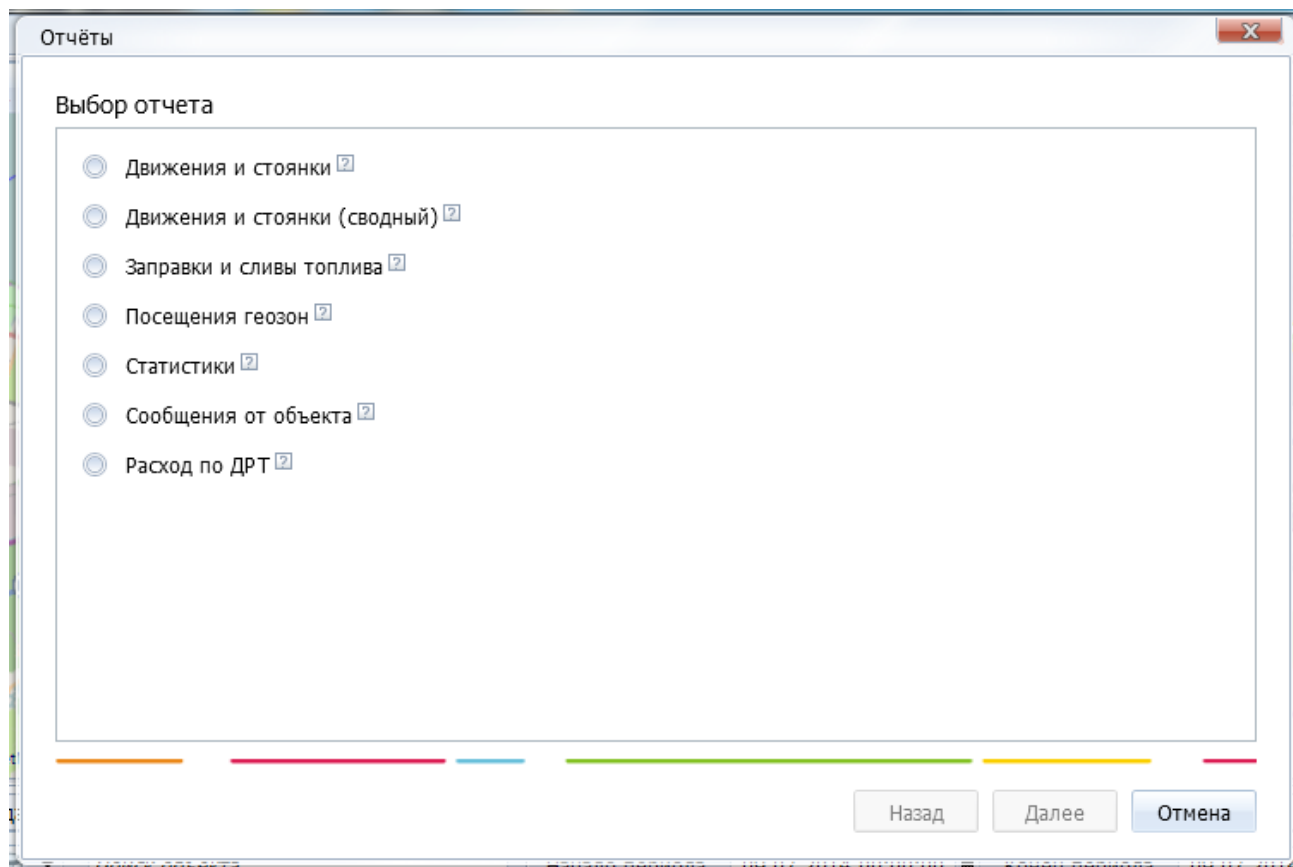 Отчёты
Выбор отчета
Движения и стоянки ?
Движения и стоянки (сводный) ?
Заправки и сливы топлива ?
Посещения геозон ?
Статистики ?
Сообщения от объекта ?
Расход по ДРТ ?
Назад Далее Отмена